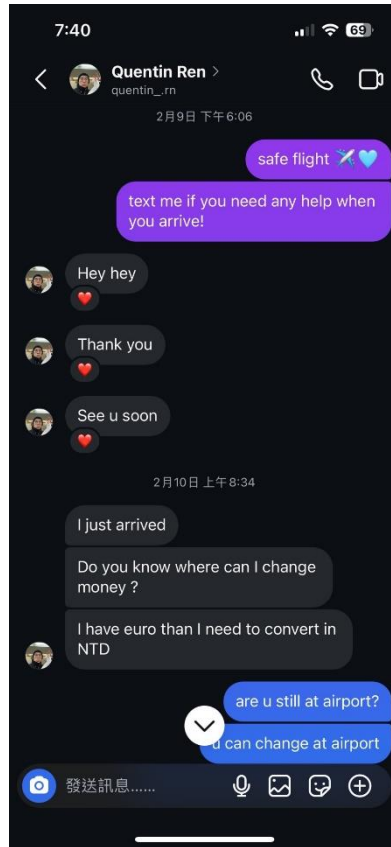 7:40
69
Quentin Ren >
quentin_.rn
2月9日 下午6:06
safe flight ✈️🩵
text me if you need any help when
you arrive!
Hey hey
Thank you
See u soon
2月10日 上午8:34
I just arrived
Do you know where can I change
money ?
I have euro than I need to convert in
NTD
are u still at airport?
u can change at airport
發送訊息......